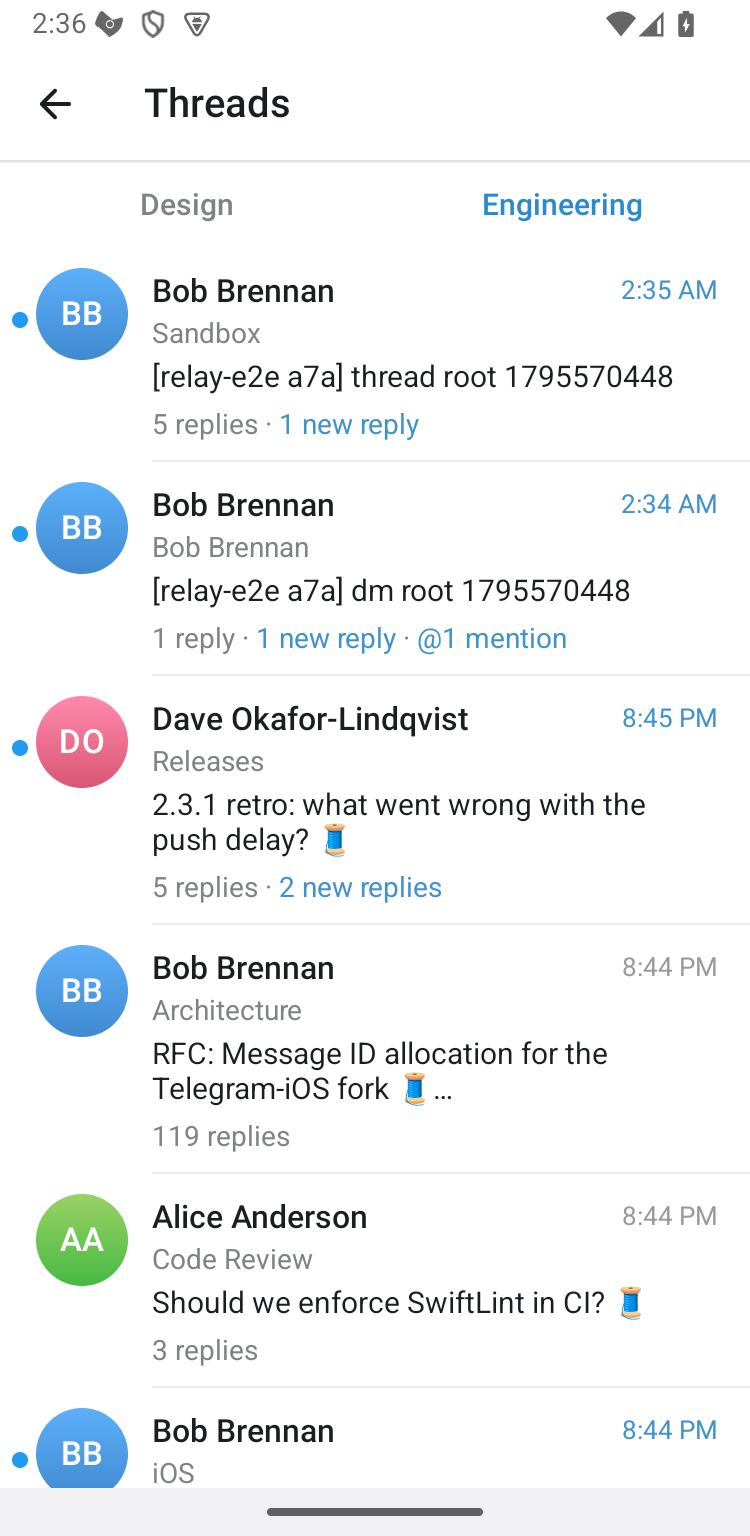 2:36
Threads
Design
Engineering
BB
Bob Brennan
2:35 AM
Sandbox
[relay-e2e a7a] thread root 1795570448
5 replies · 1 new reply
BB
Bob Brennan
2:34 AM
Bob Brennan
[relay-e2e a7a] dm root 1795570448
1 reply · 1 new reply · @1 mention
DO
Dave Okafor-Lindqvist
8:45 PM
Releases
2.3.1 retro: what went wrong with the
push delay? 🧵
5 replies · 2 new replies
BB
Bob Brennan
8:44 PM
Architecture
RFC: Message ID allocation for the
Telegram-iOS fork 🧵…
119 replies
AA
Alice Anderson
8:44 PM
Code Review
Should we enforce SwiftLint in CI? 🧵
3 replies
BB
Bob Brennan
8:44 PM
iOS